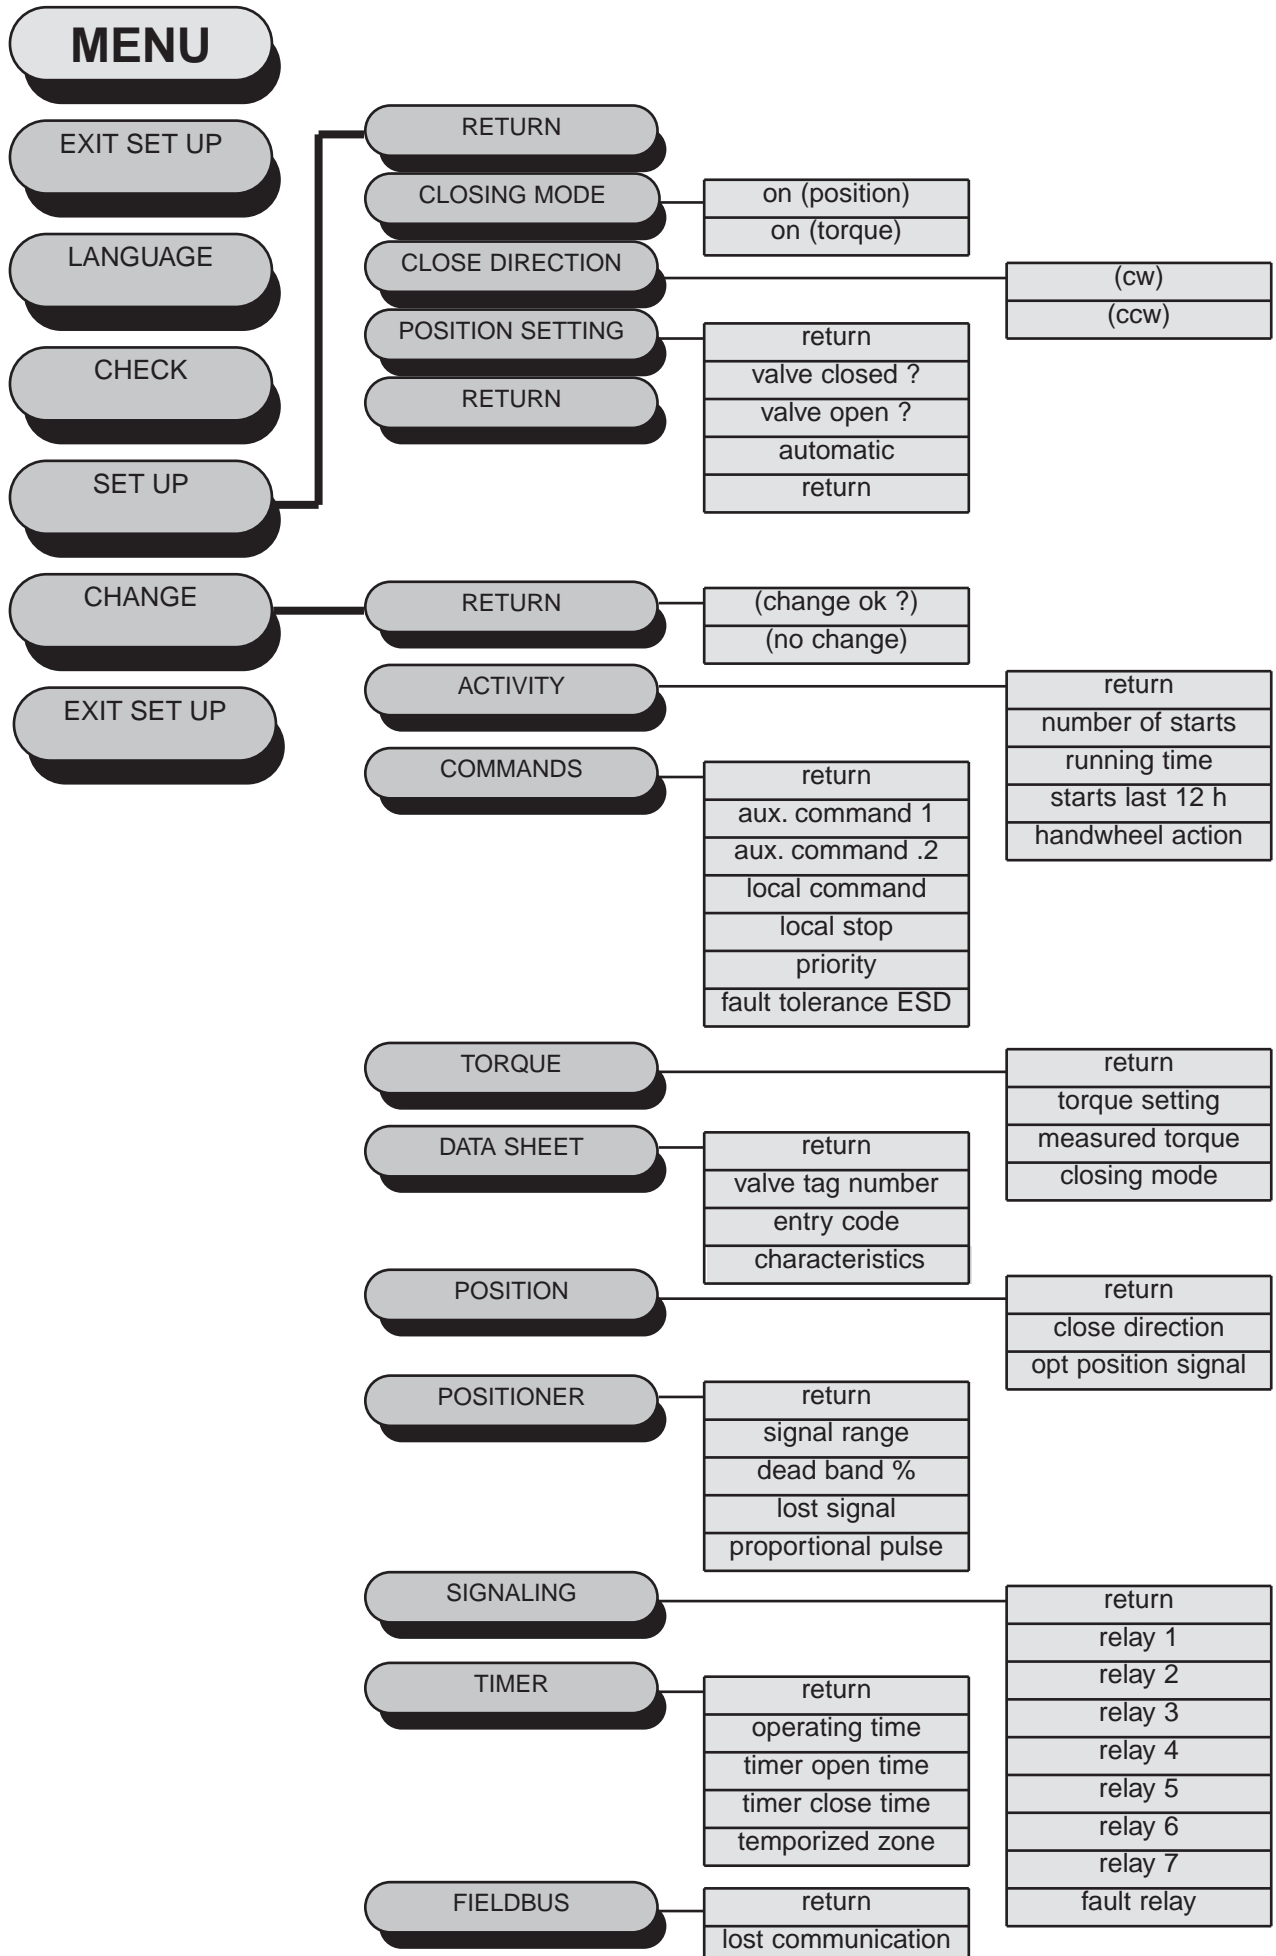 MENU
EXIT SET UP
LANGUAGE
CHECK
SET UP
RETURN
CLOSING MODE
on (position)
on (torque)
CLOSE DIRECTION
(cw)
(ccw)
POSITION SETTING
return
valve closed ?
valve open ?
automatic
return
RETURN
CHANGE
RETURN
(change ok ?)
(no change)
ACTIVITY
return
number of starts
running time
starts last 12 h
handwheel action
COMMANDS
return
aux. command 1
aux. command .2
local command
local stop
priority
fault tolerance ESD
TORQUE
return
torque setting
measured torque
closing mode
DATA SHEET
return
valve tag number
entry code
characteristics
POSITION
return
close direction
opt position signal
POSITIONER
return
signal range
dead band %
lost signal
proportional pulse
SIGNALING
return
relay 1
relay 2
relay 3
relay 4
relay 5
relay 6
relay 7
fault relay
TIMER
return
operating time
timer open time
timer close time
temporized zone
FIELDBUS
return
lost communication
EXIT SET UP